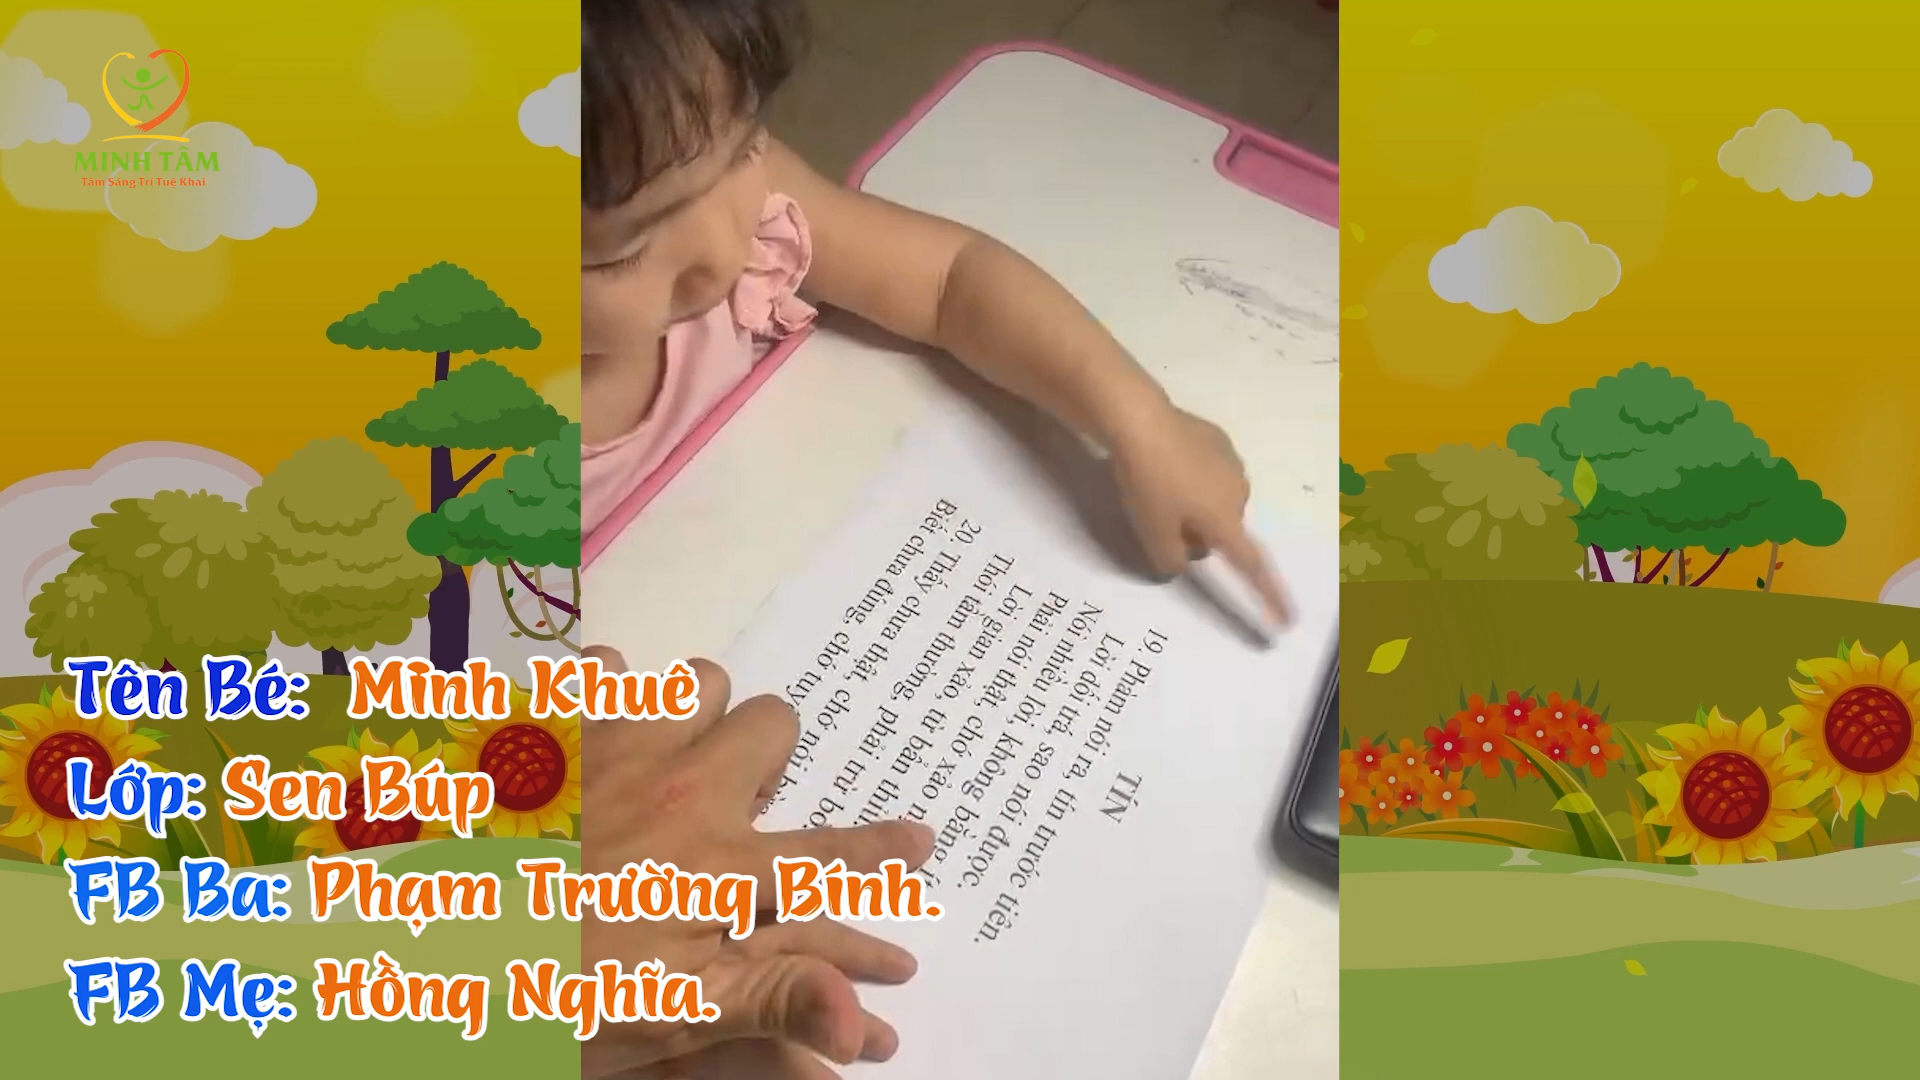 MINH TÂM
Tâm Sáng Trí Tuệ Khai
TÍN
19. Phàm nói ra, tín trước tiên.
Lời dối trá, sao nói được.
Nói nhiều lời, không bằng
Phải nói thật, chớ xảo
Lời gian xảo, từ bẩn
Thói tầm thường, phải trừ bỏ.
20. Thấy chưa thật, chớ nói
Biết chưa đúng, chớ
Tên Bé: Minh Khuê
Lớp: Sen Búp
FB Ba: Phạm Trường Bính.
FB Mẹ: Hồng Nghĩa.